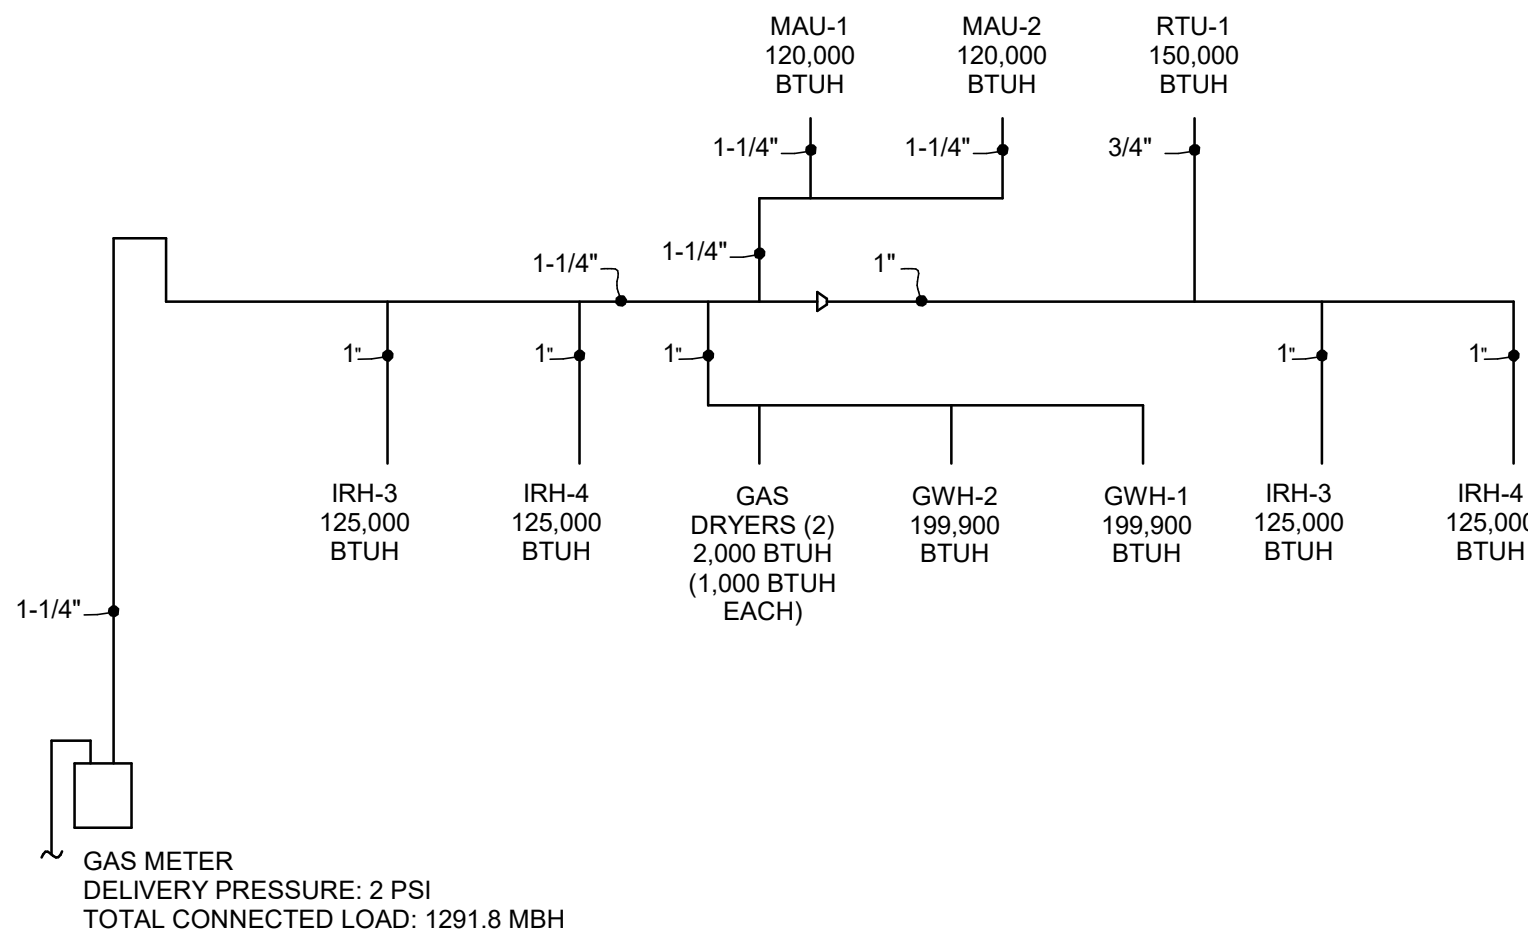 MAU-1
120,000
BTUH
MAU-2
120,000
BTUH
RTU-1
150,000
BTUH
1-1/4"
1-1/4"
3/4"
1-1/4"
1-1/4"
1"
1"
1"
1"
1"
1"
IRH-3
125,000
BTUH
IRH-4
125,000
BTUH
GAS
DRYERS (2)
2,000 BTUH
(1,000 BTUH
EACH)
GWH-2
199,900
BTUH
GWH-1
199,900
BTUH
IRH-3
125,000
BTUH
IRH-4
125,000
BTUH
1-1/4"
GAS METER
DELIVERY PRESSURE: 2 PSI
TOTAL CONNECTED LOAD: 1291.8 MBH